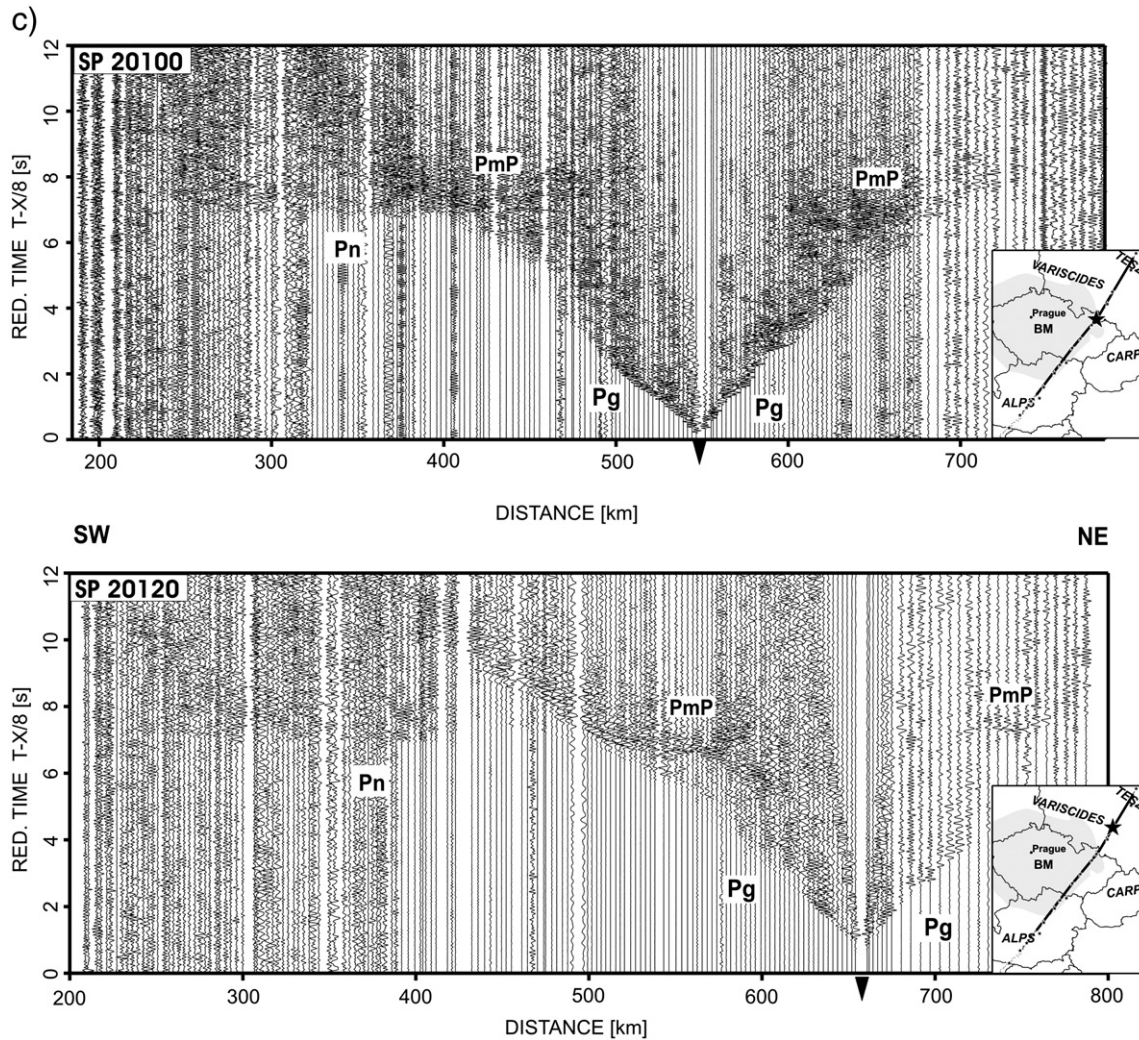 c)
SP 20100
12
10
8
6
4
2
0
RED. TIME T-X/8 [s]
PmP
PmP
Pn
Pg
Pg
VARISCIDES
TESZ
Prague
BM
CARP
ALPS
200 300 400 500 600 700
DISTANCE [km]
SW NE
SP 20120
12
10
8
6
4
2
0
RED. TIME T-X/8 [s]
PmP
PmP
Pn
Pg
Pg
VARISCIDES
Prague
BM
CARP
ALPS
200 300 400 500 600 700 800
DISTANCE [km]